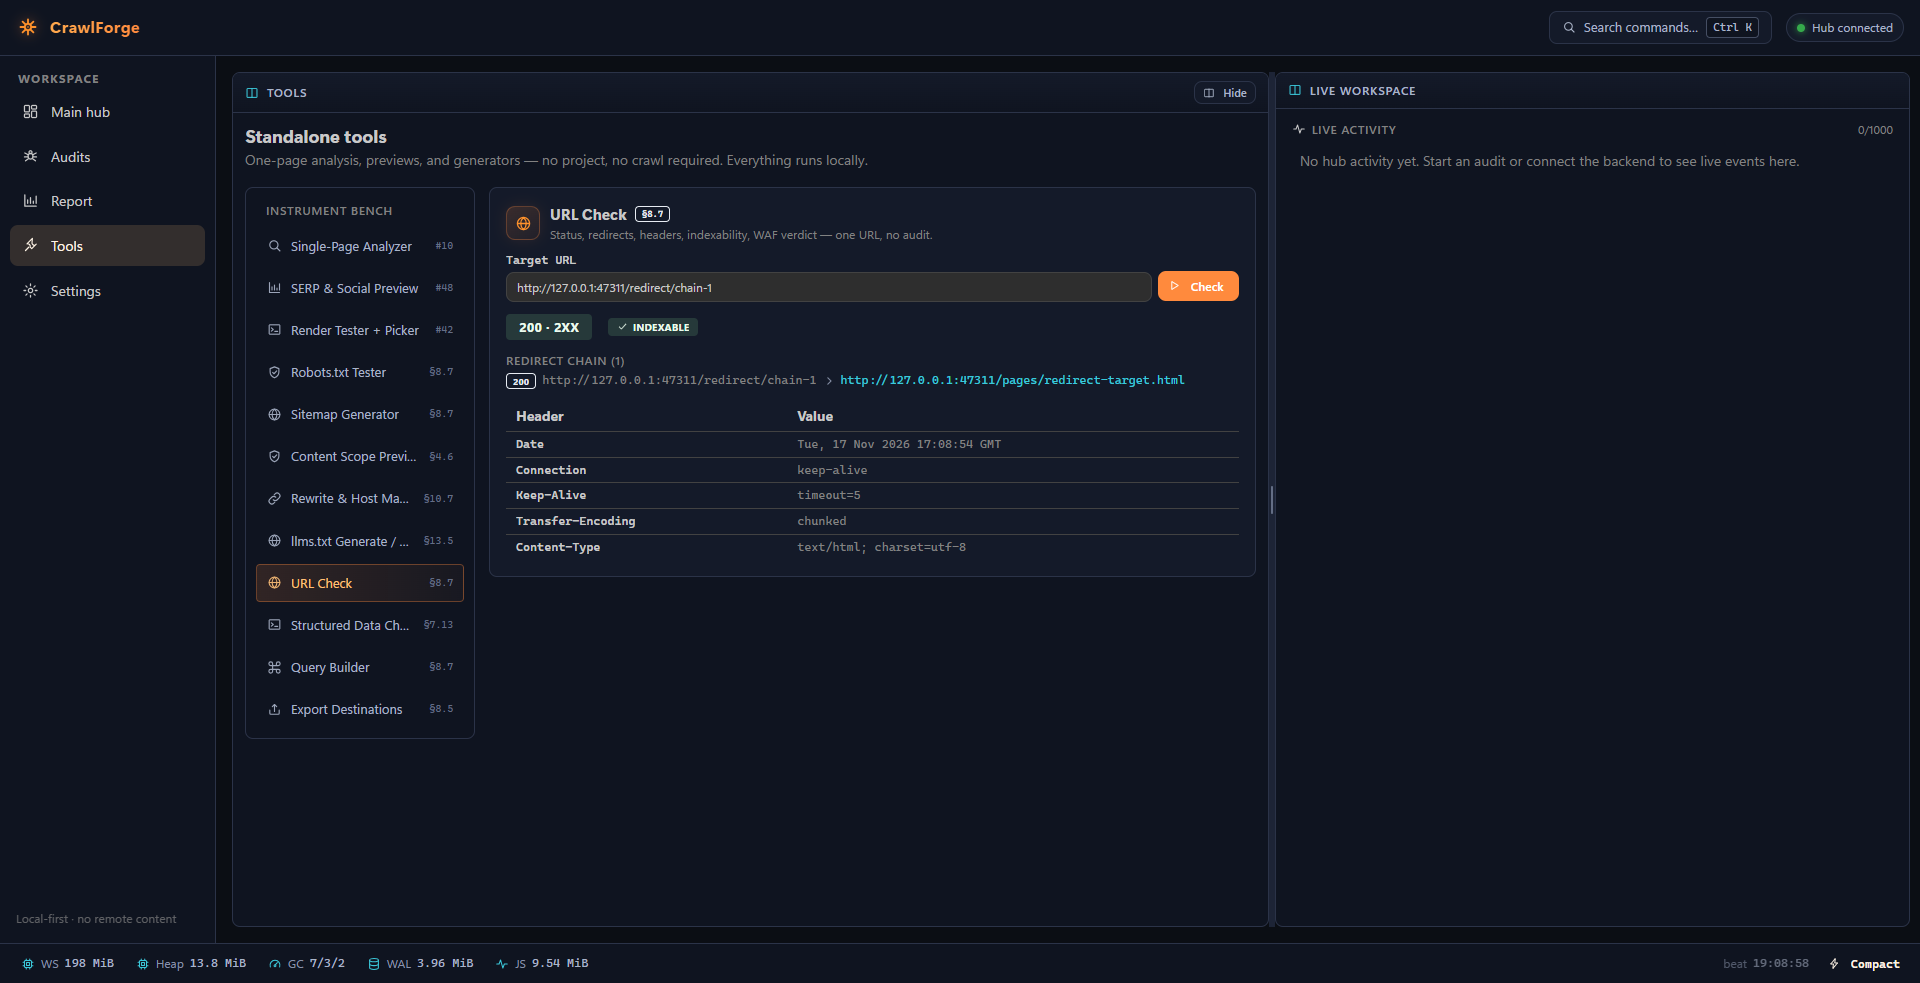 CrawlForge
Search commands... Ctrl K
Hub connected
WORKSPACE
Main hub
Audits
Report
Tools
Settings
Local-first · no remote content
TOOLS
Hide
Standalone tools
One-page analysis, previews, and generators — no project, no crawl required. Everything runs locally.
INSTRUMENT BENCH
Single-Page Analyzer #10
SERP & Social Preview #48
Render Tester + Picker #42
Robots.txt Tester §8.7
Sitemap Generator §8.7
Content Scope Previ... §4.6
Rewrite & Host Ma... §10.7
llms.txt Generate / ... §13.5
URL Check §8.7
Structured Data Ch... §7.13
Query Builder §8.7
Export Destinations §8.5
URL Check §8.7
Status, redirects, headers, indexability, WAF verdict — one URL, no audit.
Target URL
http://127.0.0.1:47311/redirect/chain-1
Check
200 · 2XX
INDEXABLE
REDIRECT CHAIN (1)
200 http://127.0.0.1:47311/redirect/chain-1 › http://127.0.0.1:47311/pages/redirect-target.html
Header Value
Date Tue, 17 Nov 2026 17:08:54 GMT
Connection keep-alive
Keep-Alive timeout=5
Transfer-Encoding chunked
Content-Type text/html; charset=utf-8
LIVE WORKSPACE
LIVE ACTIVITY 0/1000
No hub activity yet. Start an audit or connect the backend to see live events here.
WS 198 MiB Heap 13.8 MiB GC 7/3/2 WAL 3.96 MiB JS 9.54 MiB
beat 19:08:58 Compact